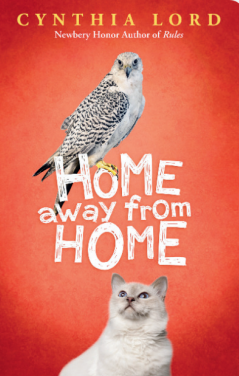 CYNTHIA LORD
Newbery Honor Author of Rules
HOME
away from
HOME